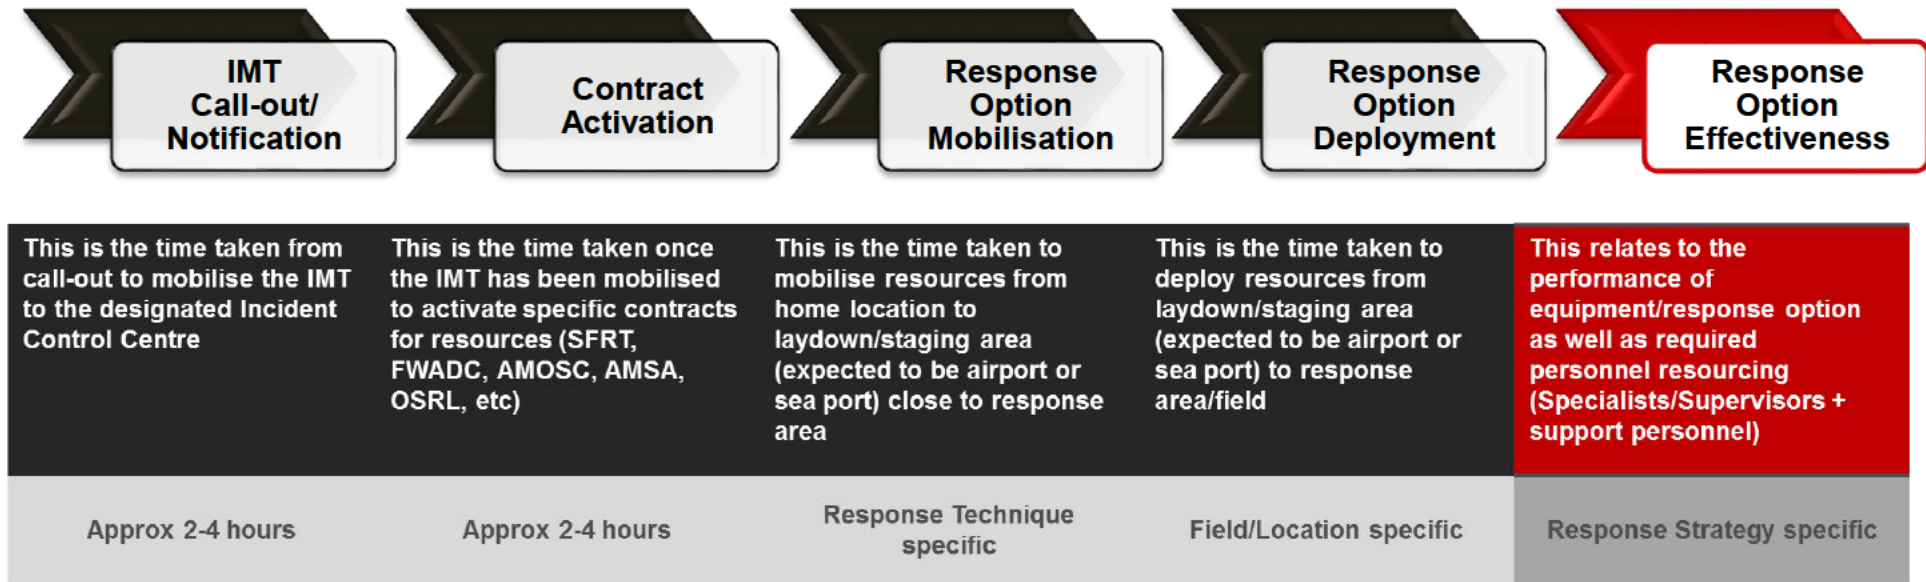 IMT
Call-out/
Notification
Contract
Activation
Response
Option
Mobilisation
Response
Option
Deployment
Response
Option
Effectiveness
This is the time taken from
call-out to mobilise the IMT
to the designated Incident
Control Centre
This is the time taken once
the IMT has been mobilised
to activate specific contracts
for resources (SFRT,
FWADC, AMOSC, AMSA,
OSRL, etc)
This is the time taken to
mobilise resources from
home location to
laydown/staging area
(expected to be airport or
sea port) close to response
area
This is the time taken to
deploy resources from
laydown/staging area
(expected to be airport or
sea port) to response
area/field
This relates to the
performance of
equipment/response option
as well as required
personnel resourcing
(Specialists/Supervisors +
support personnel)
Approx 2-4 hours
Approx 2-4 hours
Response Technique
specific
Field/Location specific
Response Strategy specific